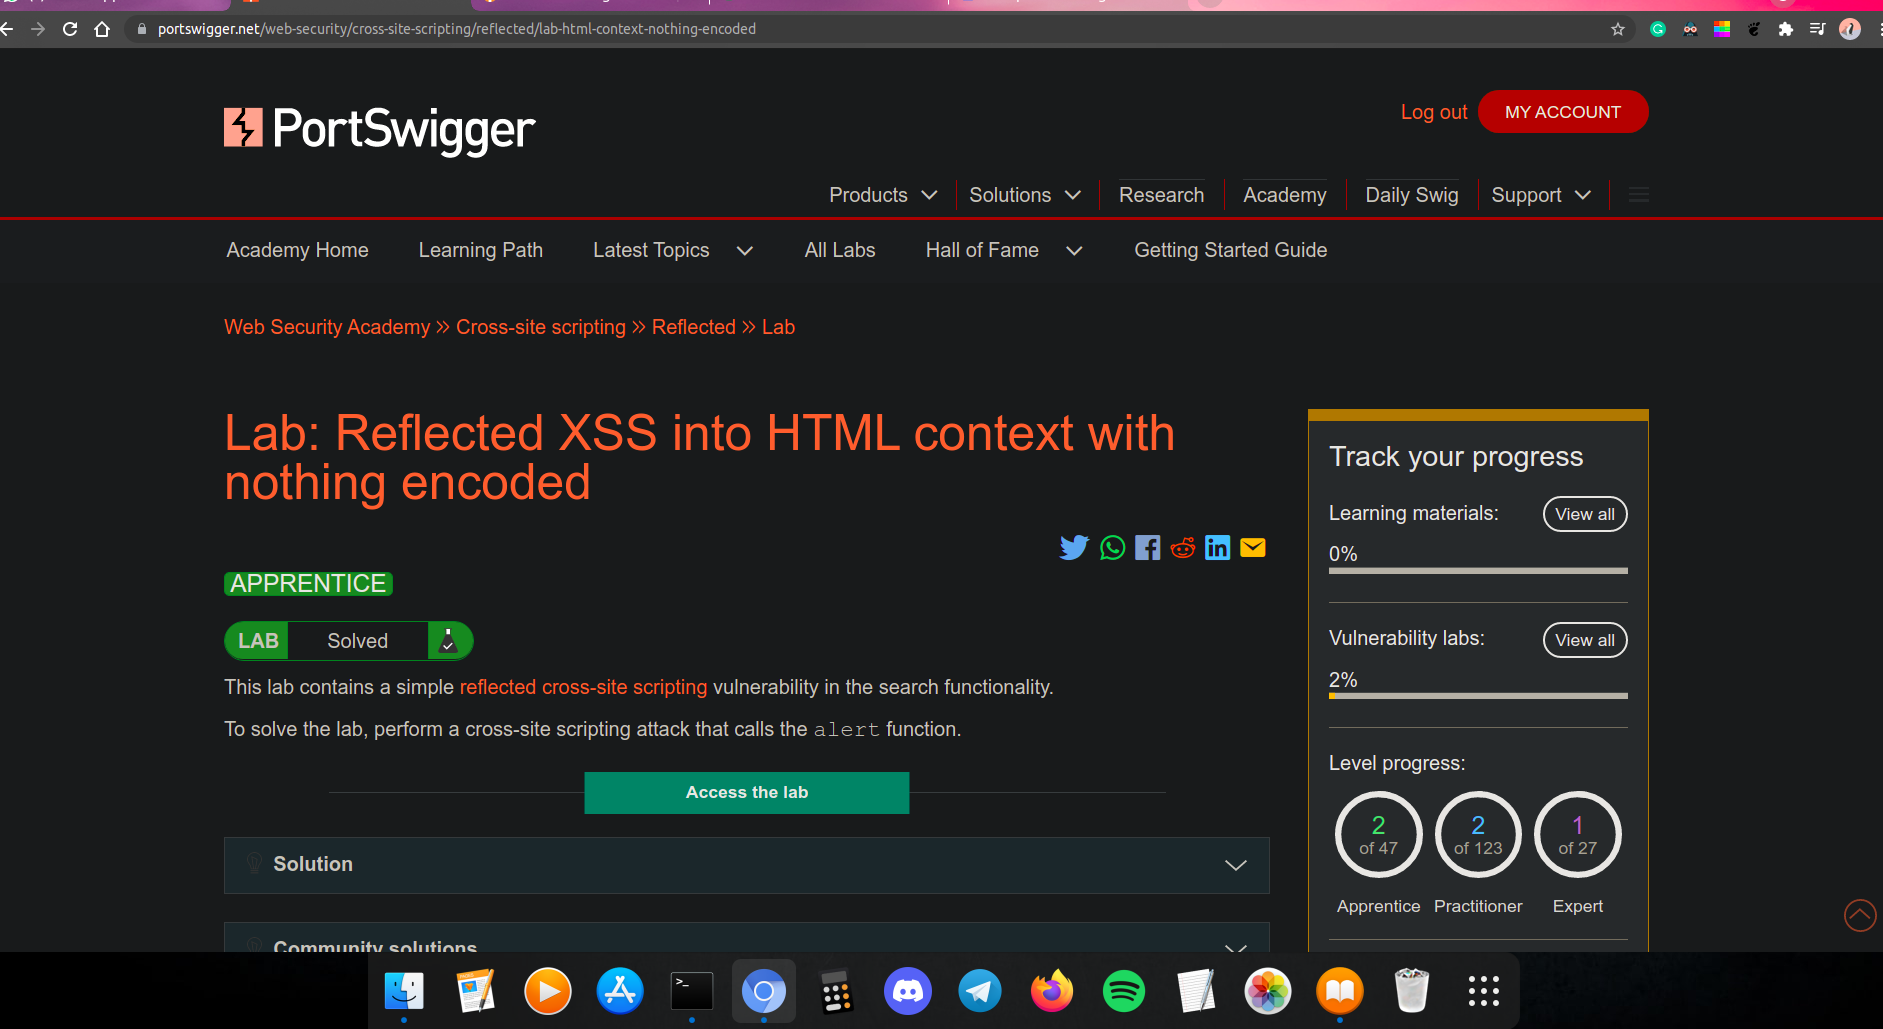 portswigger.net/web-security/cross-site-scripting/reflected/lab-html-context-nothing-encoded
PortSwigger
Log out
MY ACCOUNT
Products
Solutions
Research
Academy
Daily Swig
Support
Academy Home
Learning Path
Latest Topics
All Labs
Hall of Fame
Getting Started Guide
Web Security Academy » Cross-site scripting » Reflected » Lab
Lab: Reflected XSS into HTML context with
nothing encoded
APPRENTICE
LAB Solved
This lab contains a simple reflected cross-site scripting vulnerability in the search functionality.
To solve the lab, perform a cross-site scripting attack that calls the alert function.
Access the lab
Solution
Community solutions
Track your progress
Learning materials:
View all
0%
Vulnerability labs:
View all
2%
Level progress:
2
of 47
2
of 123
1
of 27
Apprentice
Practitioner
Expert